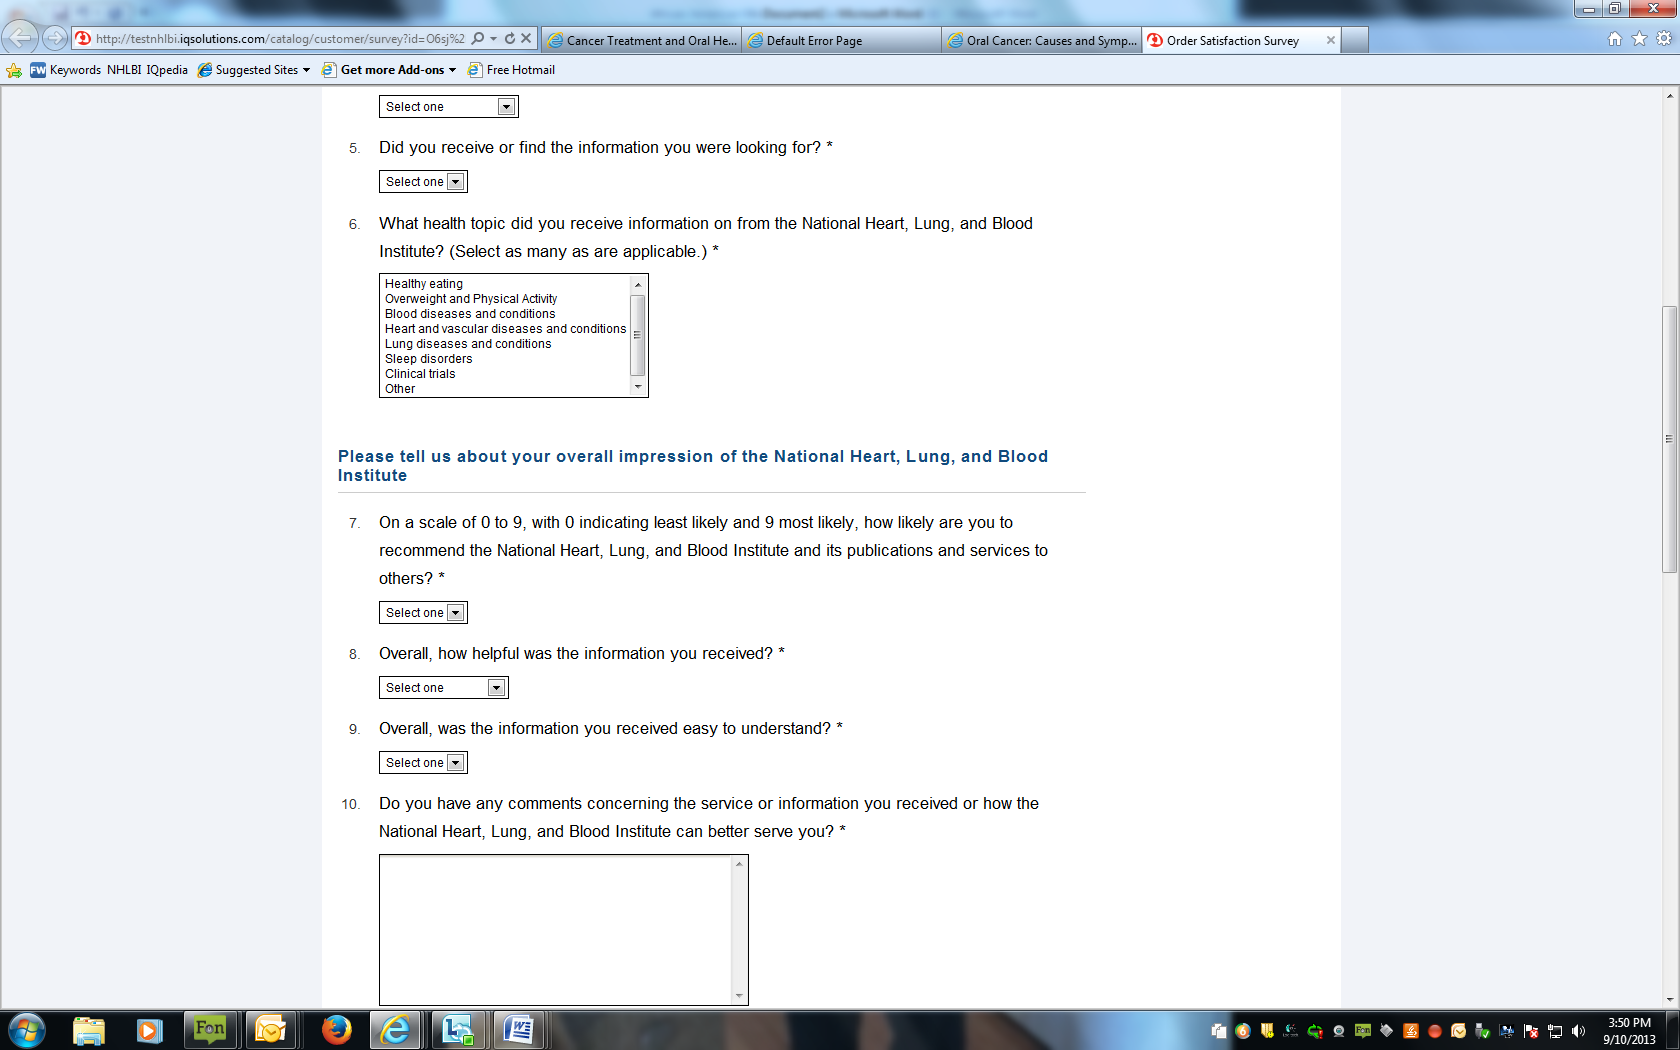 http://testnhlbi.iqsolutions.com/catalog/customer/survey?id=O6sj%2
Cancer Treatment and Oral He...
Default Error Page
Oral Cancer: Causes and Symp...
Order Satisfaction Survey
FW Keywords NHLBI IQpedia Suggested Sites Get more Add-ons Free Hotmail
Select one
5. Did you receive or find the information you were looking for? *
Select one
6. What health topic did you receive information on from the National Heart, Lung, and Blood
Institute? (Select as many as are applicable.) *
Healthy eating
Overweight and Physical Activity
Blood diseases and conditions
Heart and vascular diseases and conditions
Lung diseases and conditions
Sleep disorders
Clinical trials
Other
Please tell us about your overall impression of the National Heart, Lung, and Blood
Institute
7. On a scale of 0 to 9, with 0 indicating least likely and 9 most likely, how likely are you to
recommend the National Heart, Lung, and Blood Institute and its publications and services to
others? *
Select one
8. Overall, how helpful was the information you received? *
Select one
9. Overall, was the information you received easy to understand? *
Select one
10. Do you have any comments concerning the service or information you received or how the
National Heart, Lung, and Blood Institute can better serve you? *
Fon
3:50 PM
9/10/2013